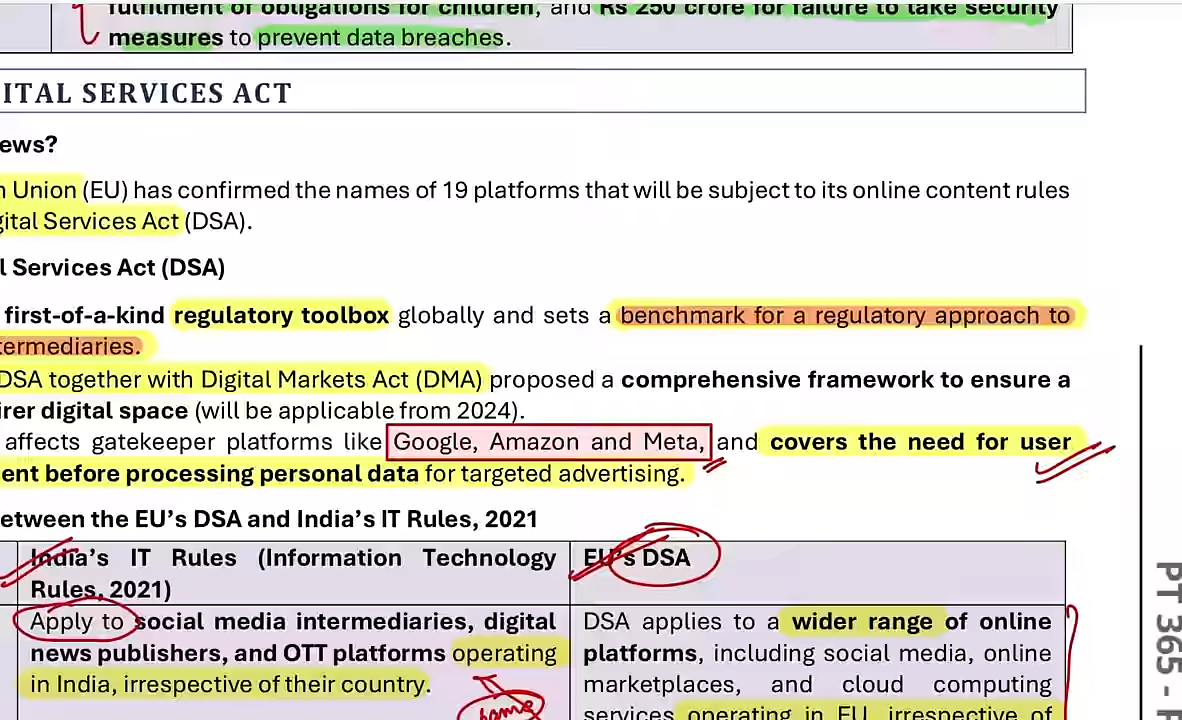 fulfilment of obligations for children, and Rs 250 crore for failure to take security
measures to prevent data breaches.
ITAL SERVICES ACT
ews?
n Union (EU) has confirmed the names of 19 platforms that will be subject to its online content rules
gital Services Act (DSA).
l Services Act (DSA)
first-of-a-kind regulatory toolbox globally and sets a benchmark for a regulatory approach to
termediaries.
DSA together with Digital Markets Act (DMA) proposed a comprehensive framework to ensure a
irer digital space (will be applicable from 2024).
affects gatekeeper platforms like Google, Amazon and Meta, and covers the need for user
ent before processing personal data for targeted advertising.
etween the EU's DSA and India's IT Rules, 2021
India's IT Rules (Information Technology
Rules, 2021)
EU's DSA
Apply to social media intermediaries, digital
news publishers, and OTT platforms operating
in India, irrespective of their country.
same
DSA applies to a wider range of online
platforms, including social media, online
marketplaces, and cloud computing
services operating in EU, irrespective of
PT 365 -